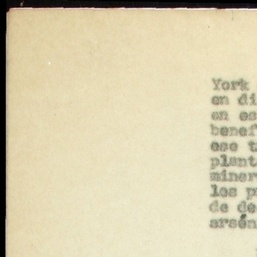 York
en di
en es
benef
ese t
plant
miner
los p
de de
arsén